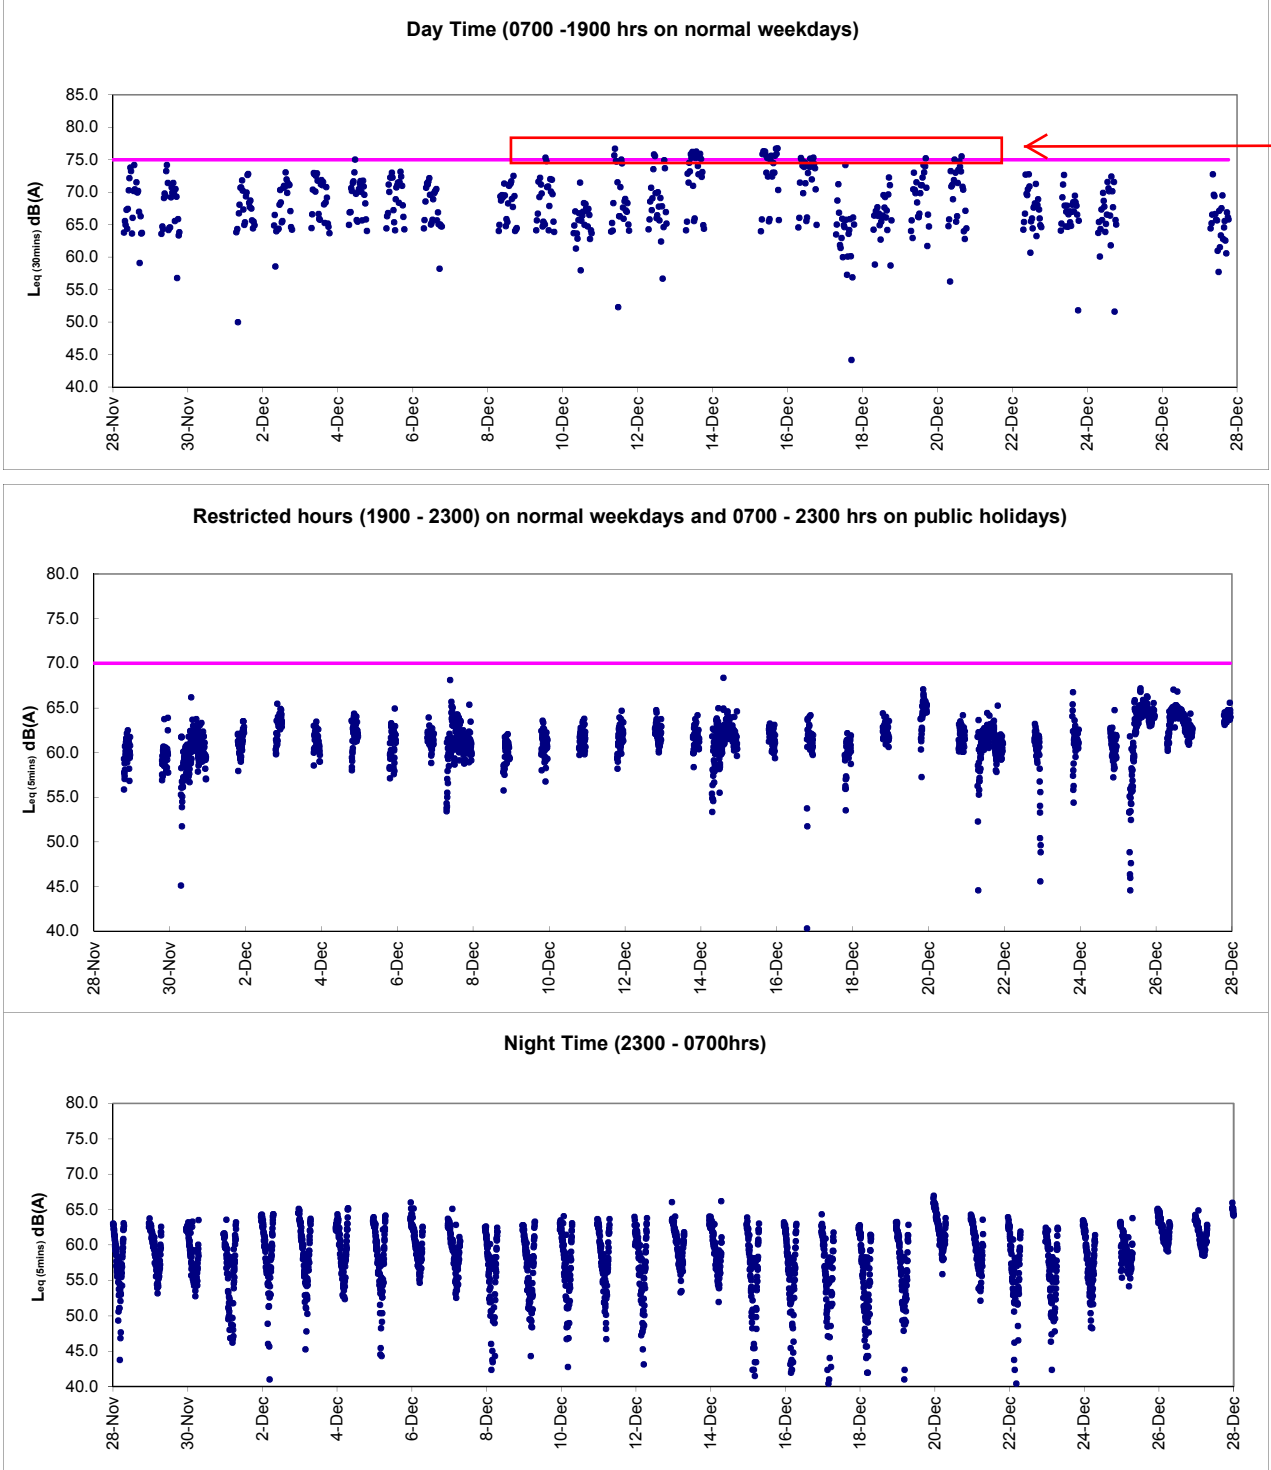 Day Time (0700 -1900 hrs on normal weekdays)
85.0
80.0
75.0
70.0
65.0
60.0
55.0
50.0
45.0
40.0
Leq (30mins) dB(A)
28-Nov
30-Nov
2-Dec
4-Dec
6-Dec
8-Dec
10-Dec
12-Dec
14-Dec
16-Dec
18-Dec
20-Dec
22-Dec
24-Dec
26-Dec
28-Dec
Restricted hours (1900 - 2300) on normal weekdays and 0700 - 2300 hrs on public holidays)
80.0
75.0
70.0
65.0
60.0
55.0
50.0
45.0
40.0
Leq (5mins) dB(A)
28-Nov
30-Nov
2-Dec
4-Dec
6-Dec
8-Dec
10-Dec
12-Dec
14-Dec
16-Dec
18-Dec
20-Dec
22-Dec
24-Dec
26-Dec
28-Dec
Night Time (2300 - 0700hrs)
80.0
75.0
70.0
65.0
60.0
55.0
50.0
45.0
40.0
Leq (5mins) dB(A)
28-Nov
30-Nov
2-Dec
4-Dec
6-Dec
8-Dec
10-Dec
12-Dec
14-Dec
16-Dec
18-Dec
20-Dec
22-Dec
24-Dec
26-Dec
28-Dec